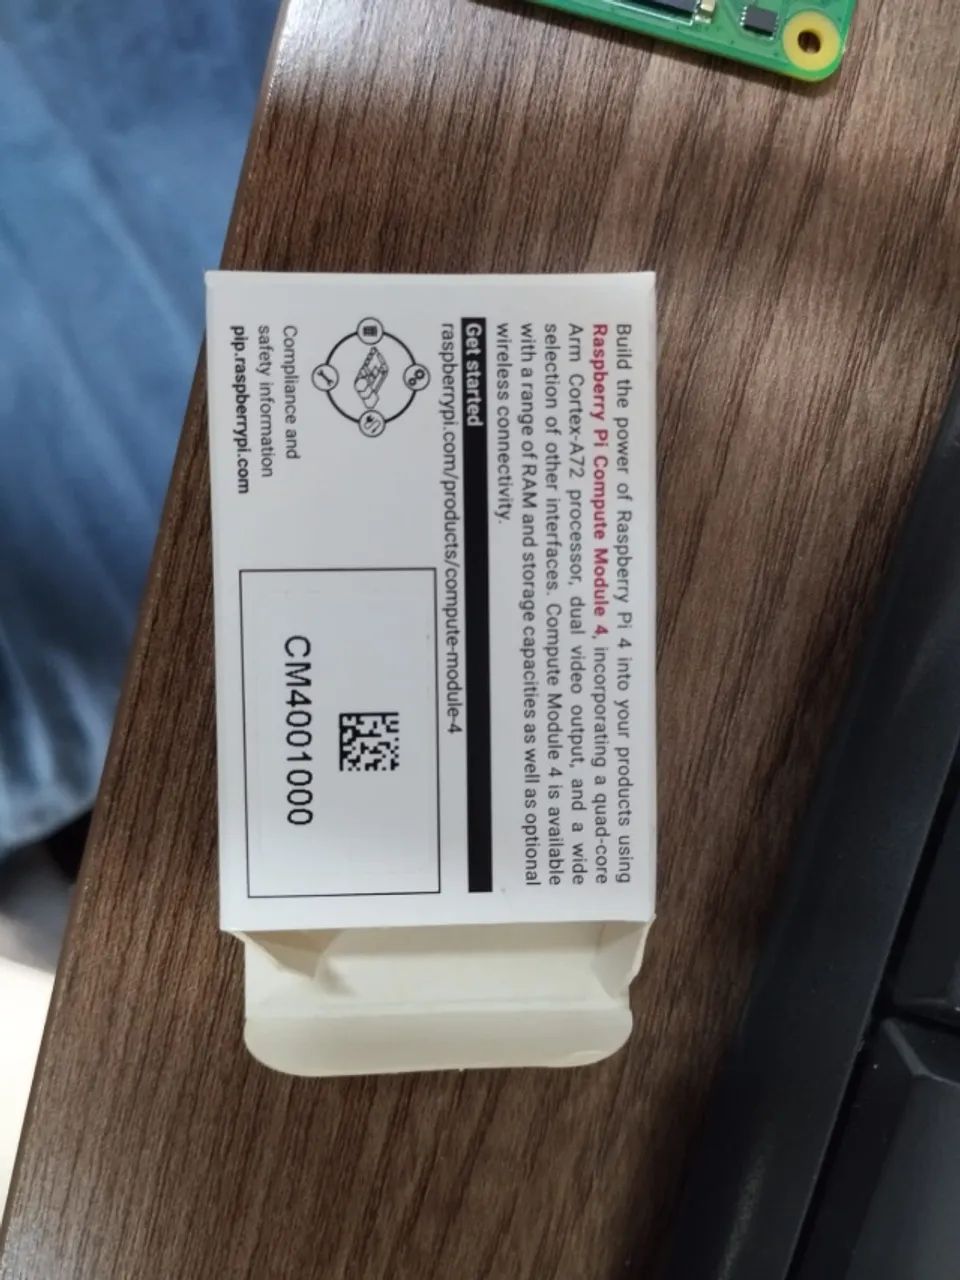 Build the power of Raspberry Pi 4 into your products using
Raspberry Pi Compute Module 4, incorporating a quad-core
Arm Cortex-A72 processor, dual video output, and a wide
selection of other interfaces. Compute Module 4 is available
with a range of RAM and storage capacities as well as optional
wireless connectivity.
Get started
raspberrypi.com/products/compute-module-4
Compliance and
safety information
pip.raspberrypi.com
CM4001000